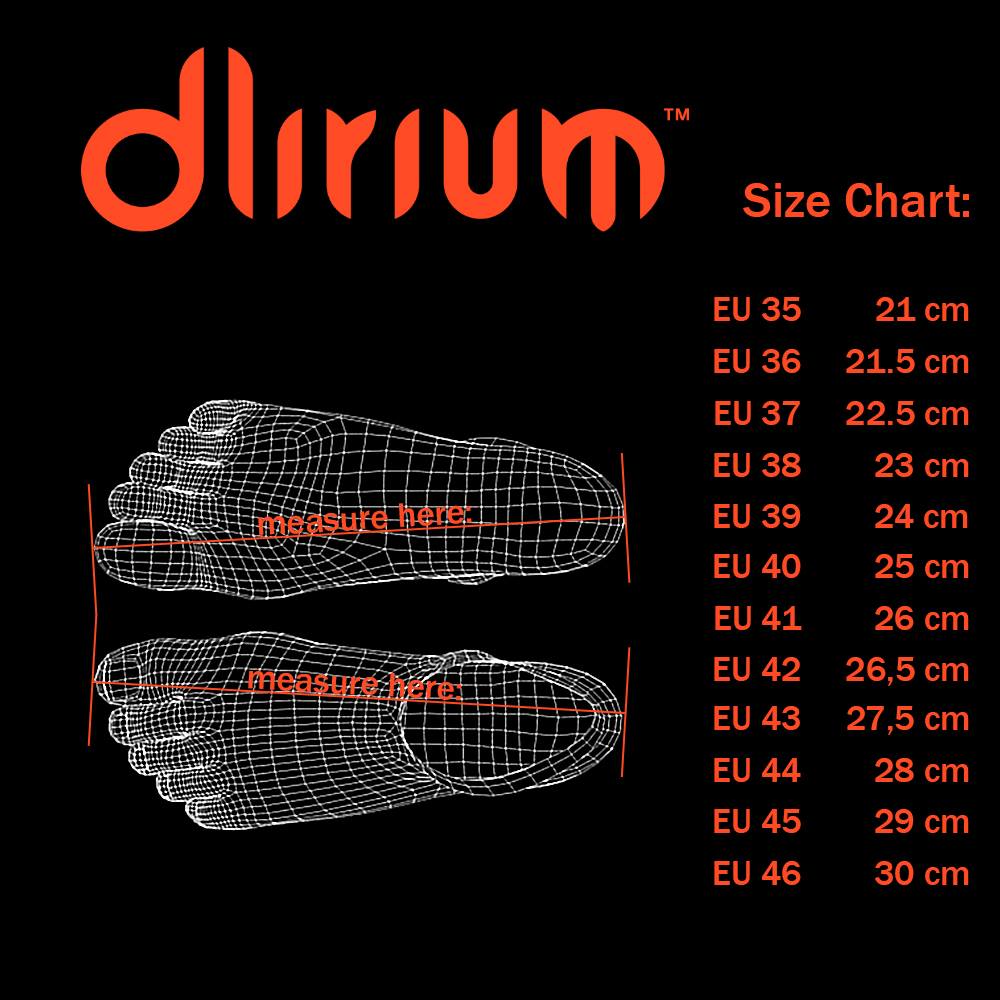 dlirium™
Size Chart:
EU 35 21 cm
EU 36 21.5 cm
EU 37 22.5 cm
EU 38 23 cm
EU 39 24 cm
EU 40 25 cm
EU 41 26 cm
EU 42 26,5 cm
EU 43 27,5 cm
EU 44 28 cm
EU 45 29 cm
EU 46 30 cm
measure here:
measure here: